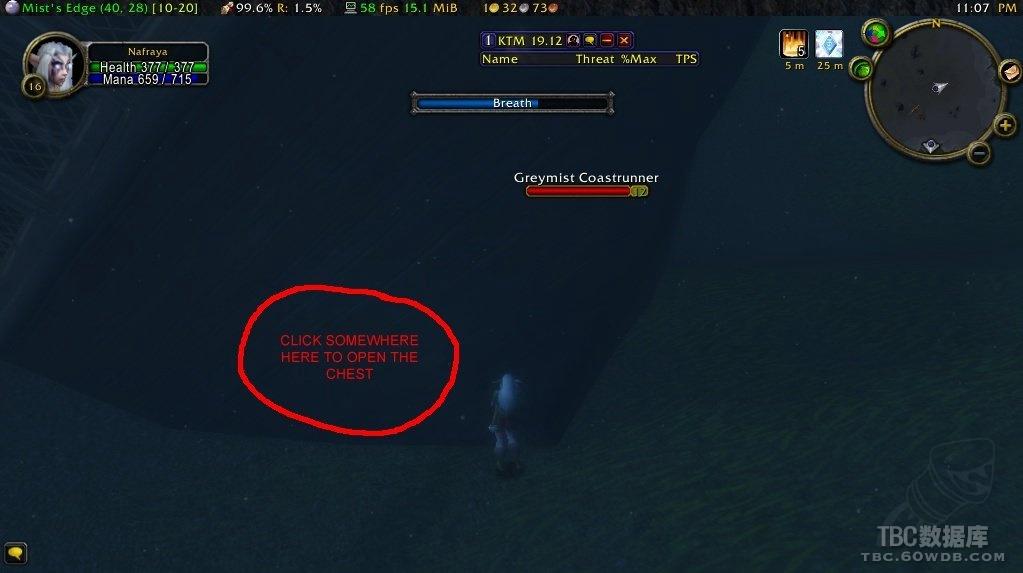 Mist's Edge (40, 28) [10-20]
99.6% R: 1.5%
58 fps 15.1 MiB
1 32 73
11:07 PM
Nafraya
Health 377 / 377
Mana 659 / 715
16
1 KTM 19.12
Name Threat %Max TPS
5
5 m 25 m
N
Breath
Greymist Coastrunner
12
CLICK SOMEWHERE
HERE TO OPEN THE
CHEST
TBC数据库
TBC.60WDB.COM